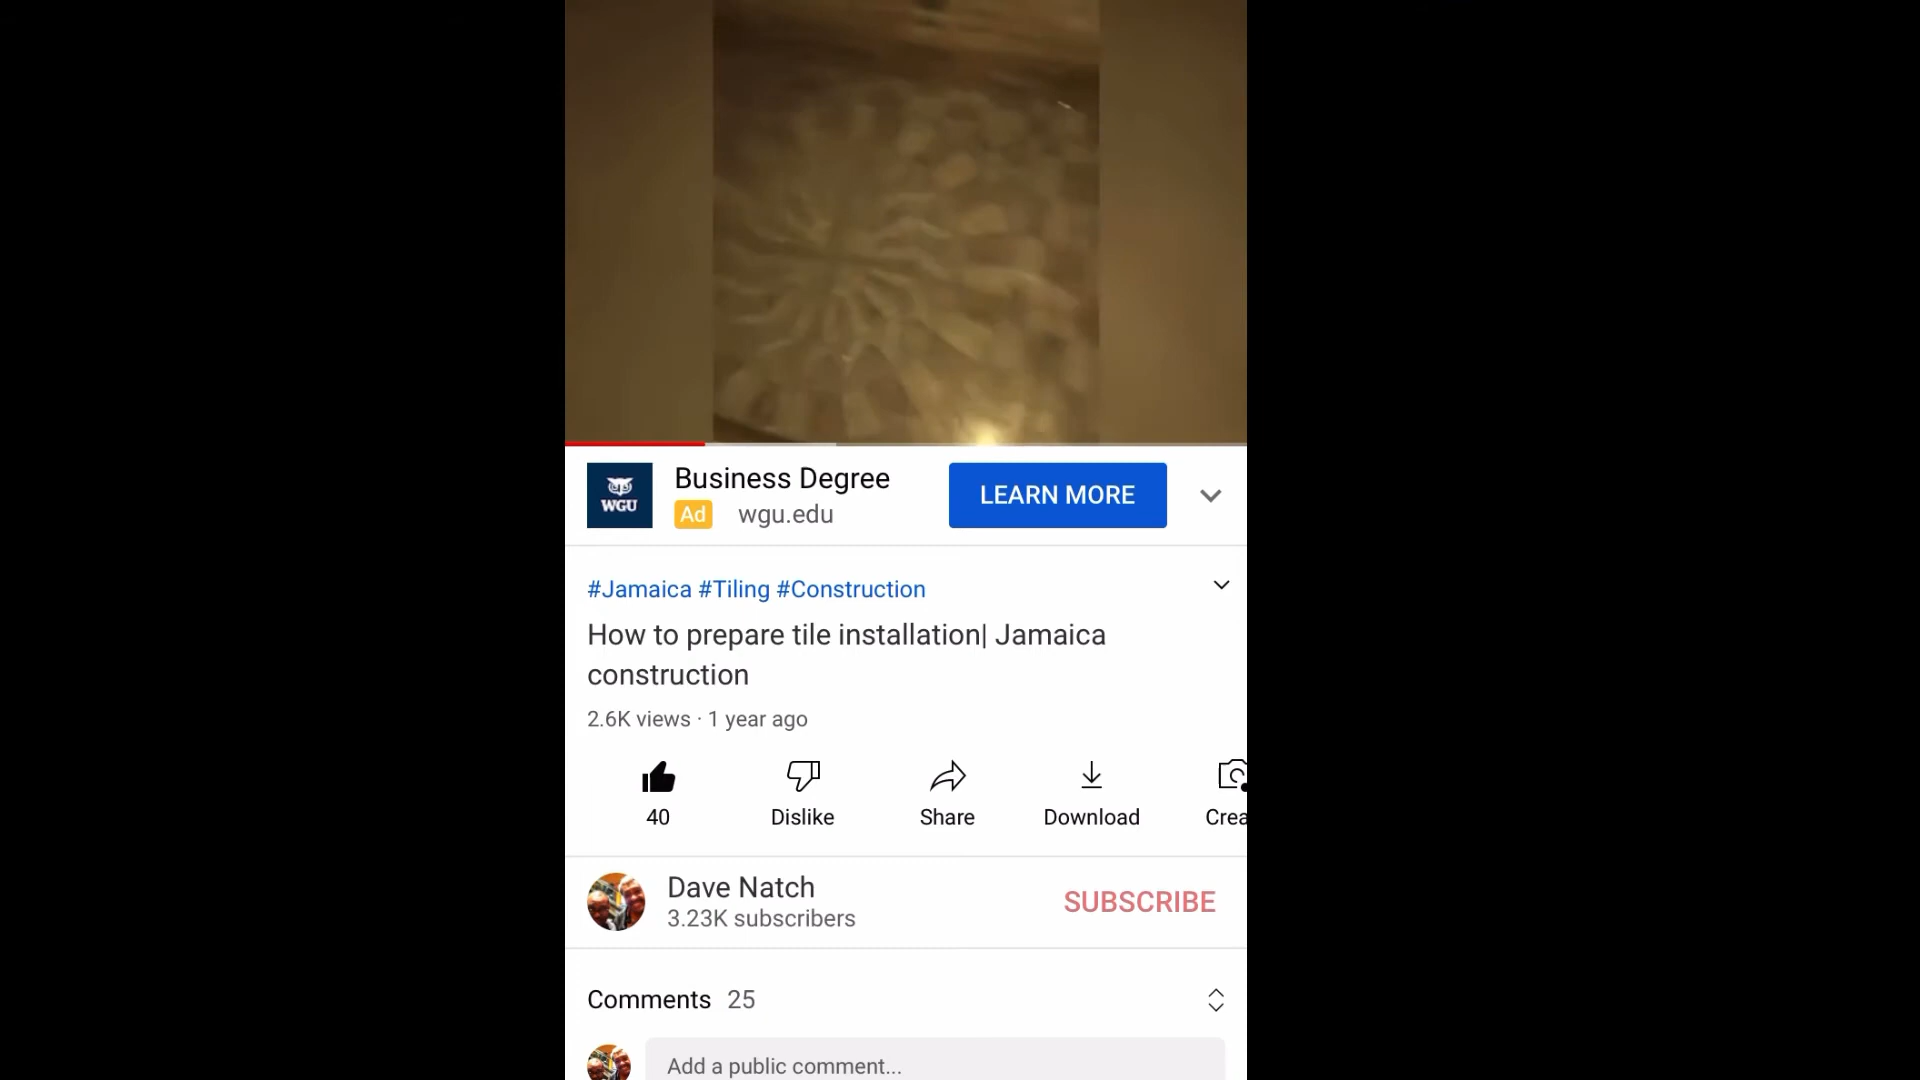 WGU
Business Degree
Ad wgu.edu
LEARN MORE
#Jamaica #Tiling #Construction
How to prepare tile installation| Jamaica
construction
2.6K views · 1 year ago
40
Dislike
Share
Download
Crea
Dave Natch
3.23K subscribers
SUBSCRIBE
Comments 25
Add a public comment...